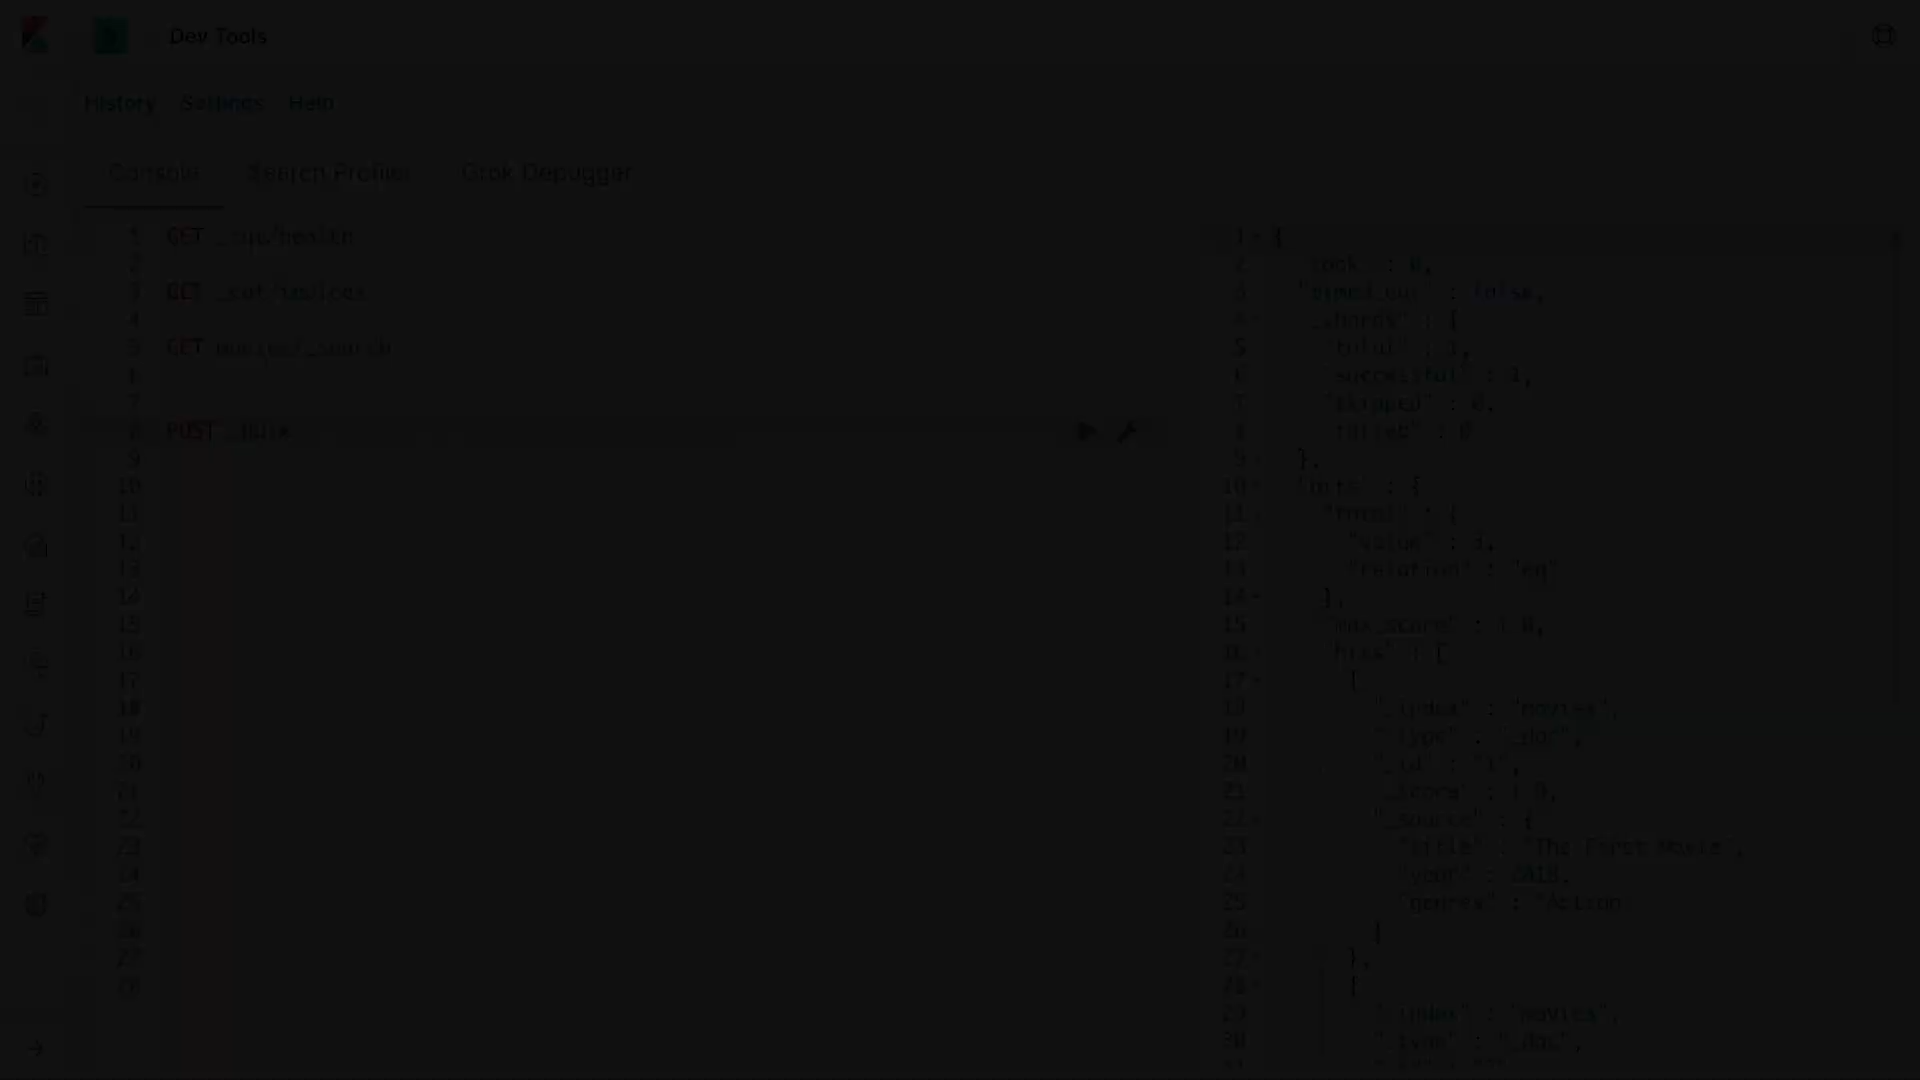 Dev Tools
History Settings Help
Console Search Profiler Grok Debugger
1 GET _cat/health
2
3 GET _cat/indices
4
5 GET movies/_search
6
7
8 POST _bulk
9
10
11
12
13
14
15
16
17
18
19
20
21
22
23
24
25
26
27
28
1 {
2 "took" : 0,
3 "timed_out" : false,
4 "_shards" : {
5 "total" : 1,
6 "successful" : 1,
7 "skipped" : 0,
8 "failed" : 0
9 },
10 "hits" : {
11 "total" : {
12 "value" : 3,
13 "relation" : "eq"
14 },
15 "max_score" : 1.0,
16 "hits" : [
17 {
18 "_index" : "movies",
19 "_type" : "_doc",
20 "_id" : "1",
21 "_score" : 1.0,
22 "_source" : {
23 "title" : "The First Movie",
24 "year" : 2018,
25 "genres" : "Action"
26 }
27 },
28 {
29 "_index" : "movies",
30 "_type" : "_doc",